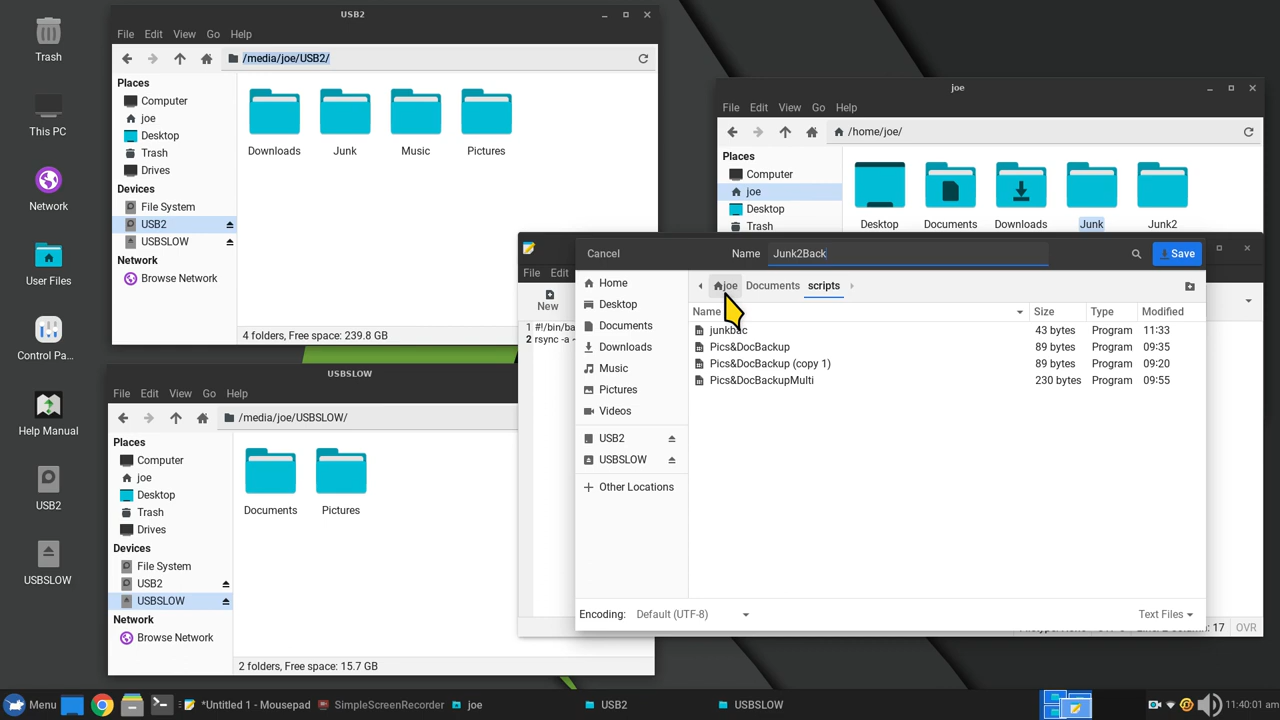 Trash
This PC
Network
User Files
Control Pa...
Help Manual
USB2
USBSLOW
USB2
File Edit View Go Help
/media/joe/USB2/
Places
Computer
joe
Desktop
Trash
Drives
Devices
File System
USB2
USBSLOW
Network
Browse Network
Downloads Junk Music Pictures
4 folders, Free space: 239.8 GB
USBSLOW
File Edit View Go Help
/media/joe/USBSLOW/
Places
Computer
joe
Desktop
Trash
Drives
Devices
File System
USB2
USBSLOW
Network
Browse Network
Documents Pictures
2 folders, Free space: 15.7 GB
joe
File Edit View Go Help
/home/joe/
Places
Computer
joe
Desktop
Trash
Desktop Documents Downloads Junk Junk2
File Edit
New
1 #!/bin/ba
2 rsync -a ~
Cancel Name Junk2Back Save
joe Documents scripts
Home
Desktop
Documents
Downloads
Music
Pictures
Videos
USB2
USBSLOW
Other Locations
Name Size Type Modified
junkbac 43 bytes Program 11:33
Pics&DocBackup 89 bytes Program 09:35
Pics&DocBackup (copy 1) 89 bytes Program 09:20
Pics&DocBackupMulti 230 bytes Program 09:55
Encoding: Default (UTF-8) Text Files
17 OVR
Menu *Untitled 1 - Mousepad SimpleScreenRecorder joe USB2 USBSLOW 11:40:01 am